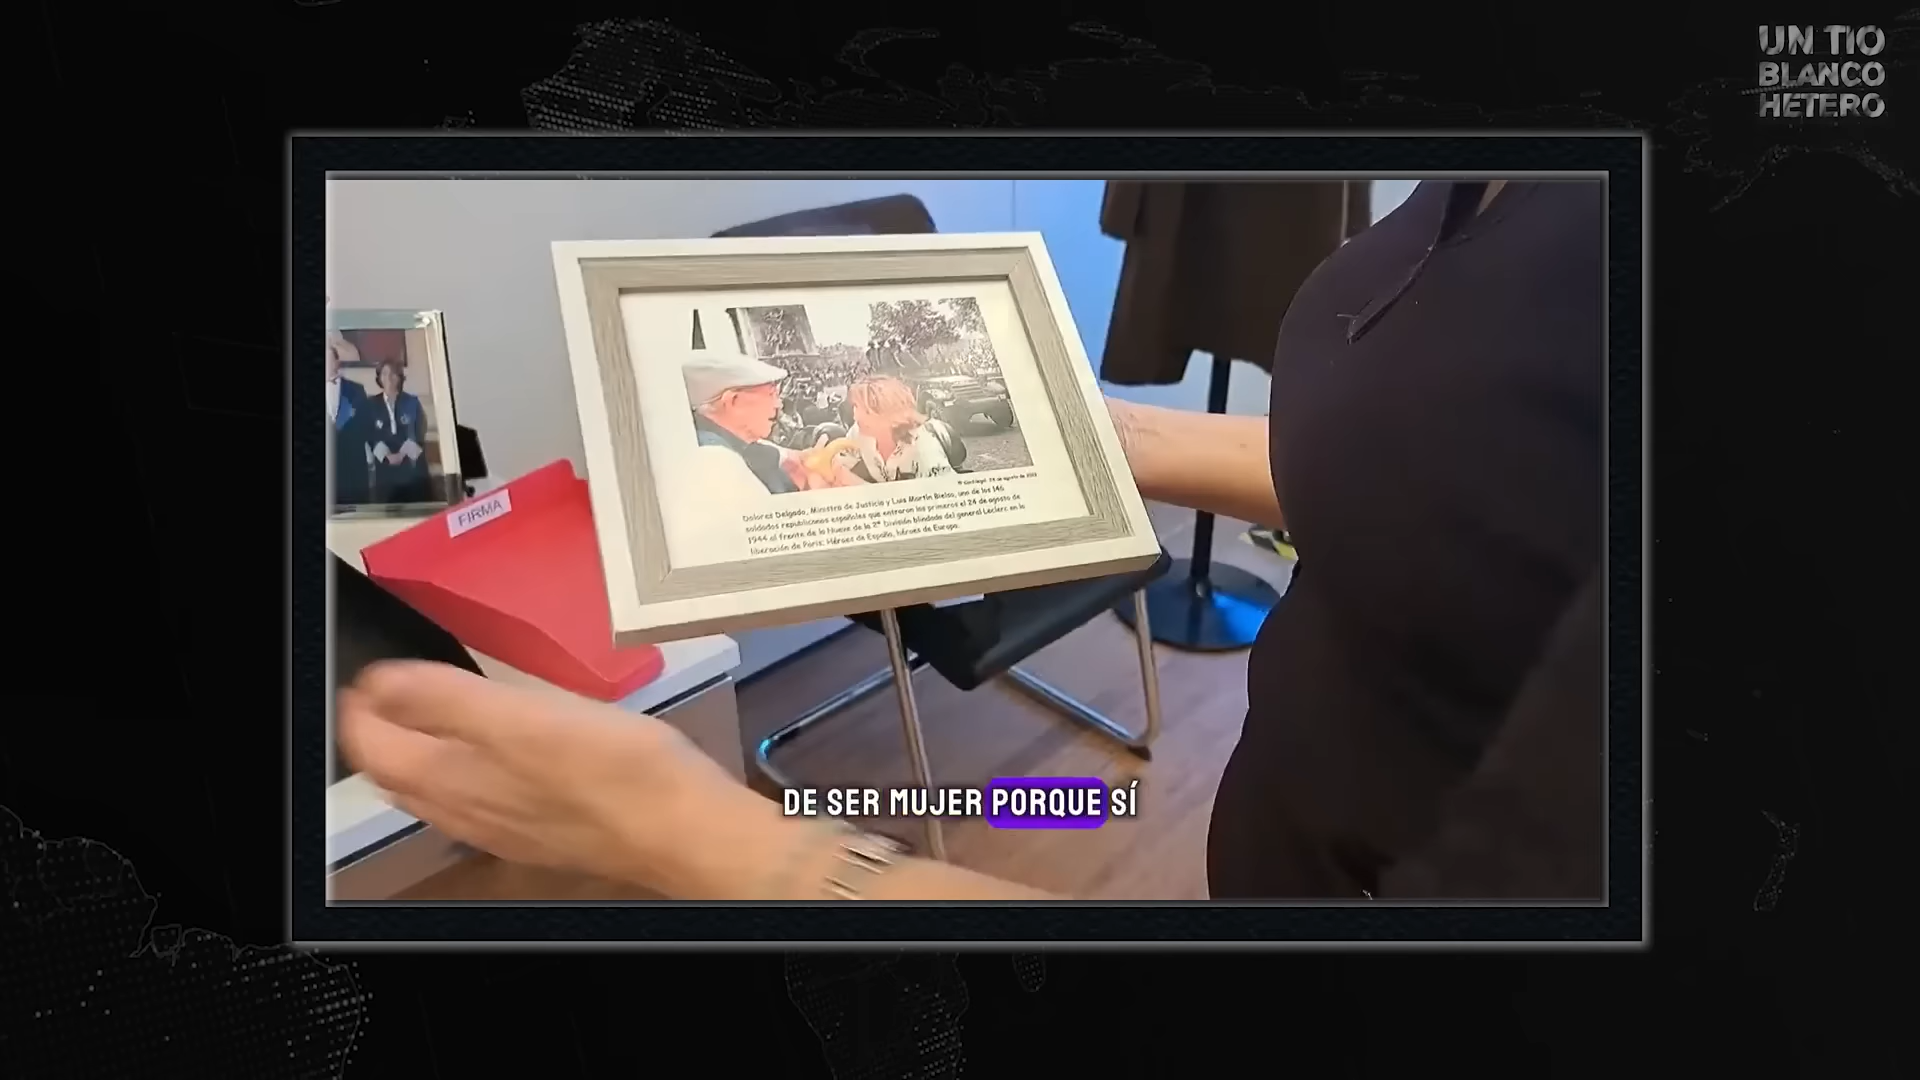 UN TIO
BLANCO
HETERO
FIRMA
Dolores Delgado, Ministra de Justicia y Luis Martín Bielsa, uno de los 146
soldados republicanos españoles que entraron los primeros el 24 de agosto de
1944 al frente de la Nueve de la 2ª División blindada del general Leclerc en la
liberación de París. Héroes de España, héroes de Europa.
DE SER MUJER PORQUE SÍ